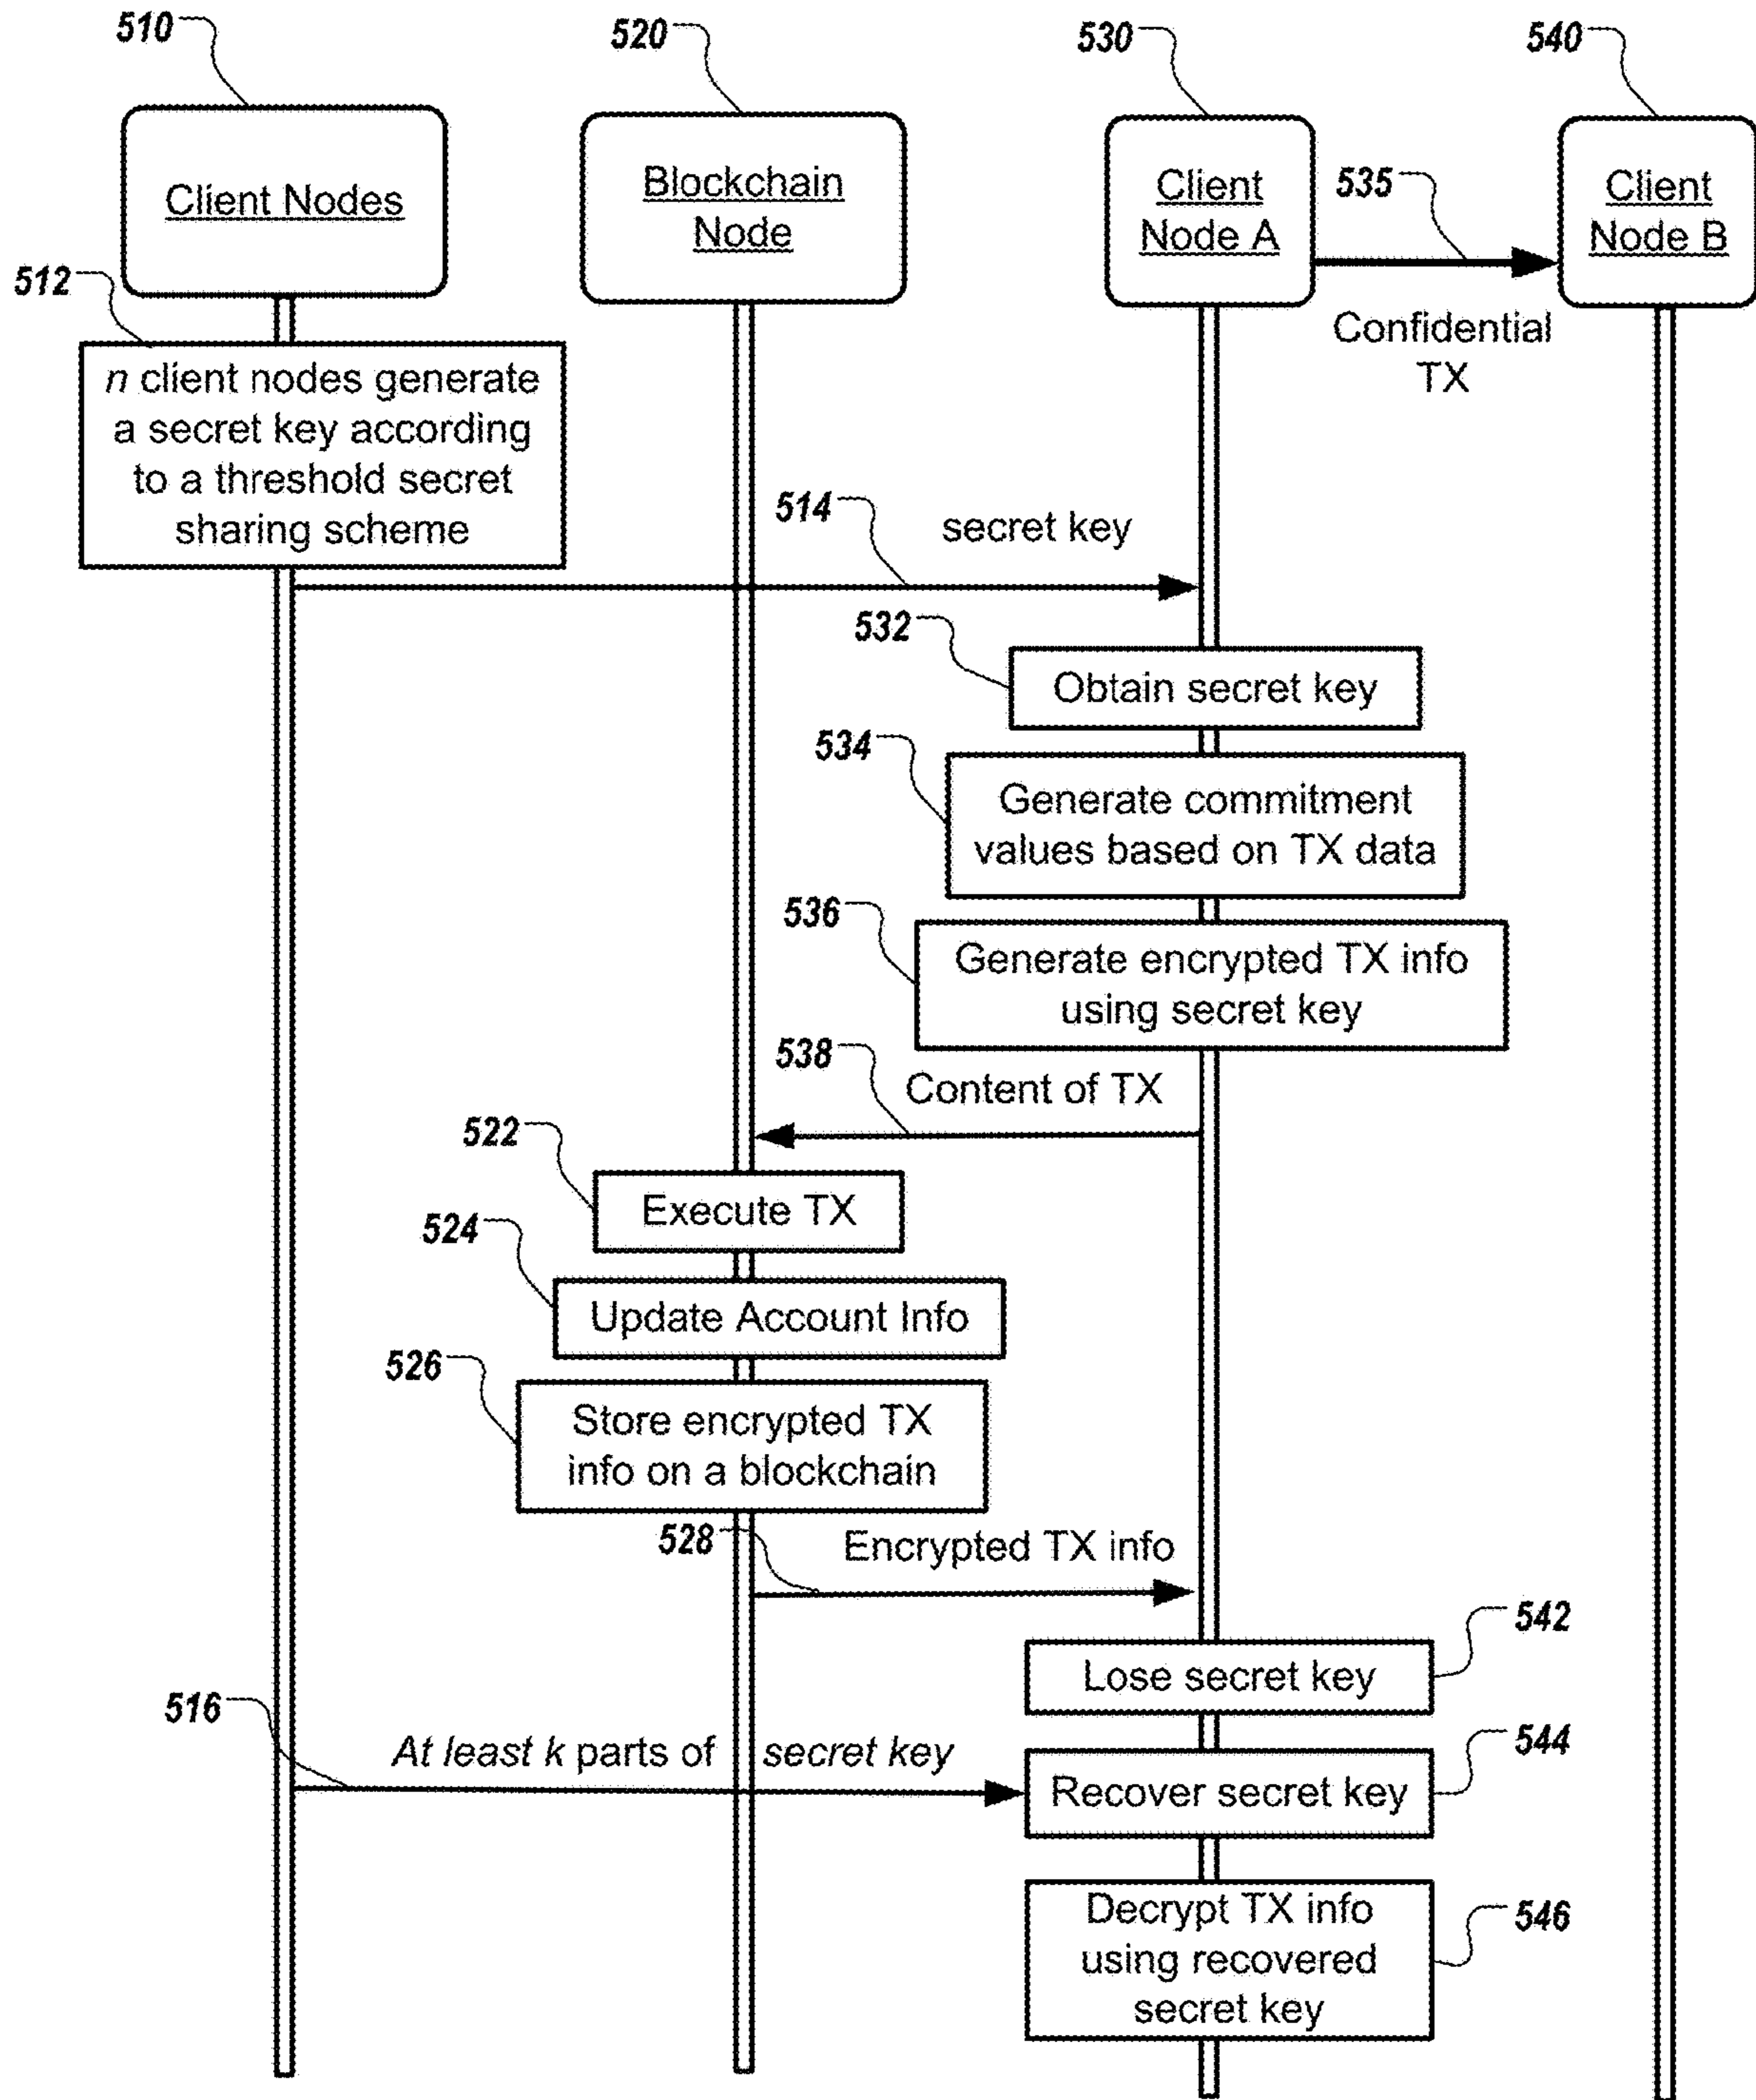 510
520
530
540
Client Nodes
Blockchain
Node
Client
Node A
535
Client
Node B
Confidential
TX
512
n client nodes generate
a secret key according
to a threshold secret
sharing scheme
514
secret key
532
Obtain secret key
534
Generate commitment
values based on TX data
536
Generate encrypted TX info
using secret key
538
Content of TX
522
Execute TX
524
Update Account Info
526
Store encrypted TX
info on a blockchain
528
Encrypted TX info
542
Lose secret key
516
At least k parts of secret key
544
Recover secret key
546
Decrypt TX info
using recovered
secret key